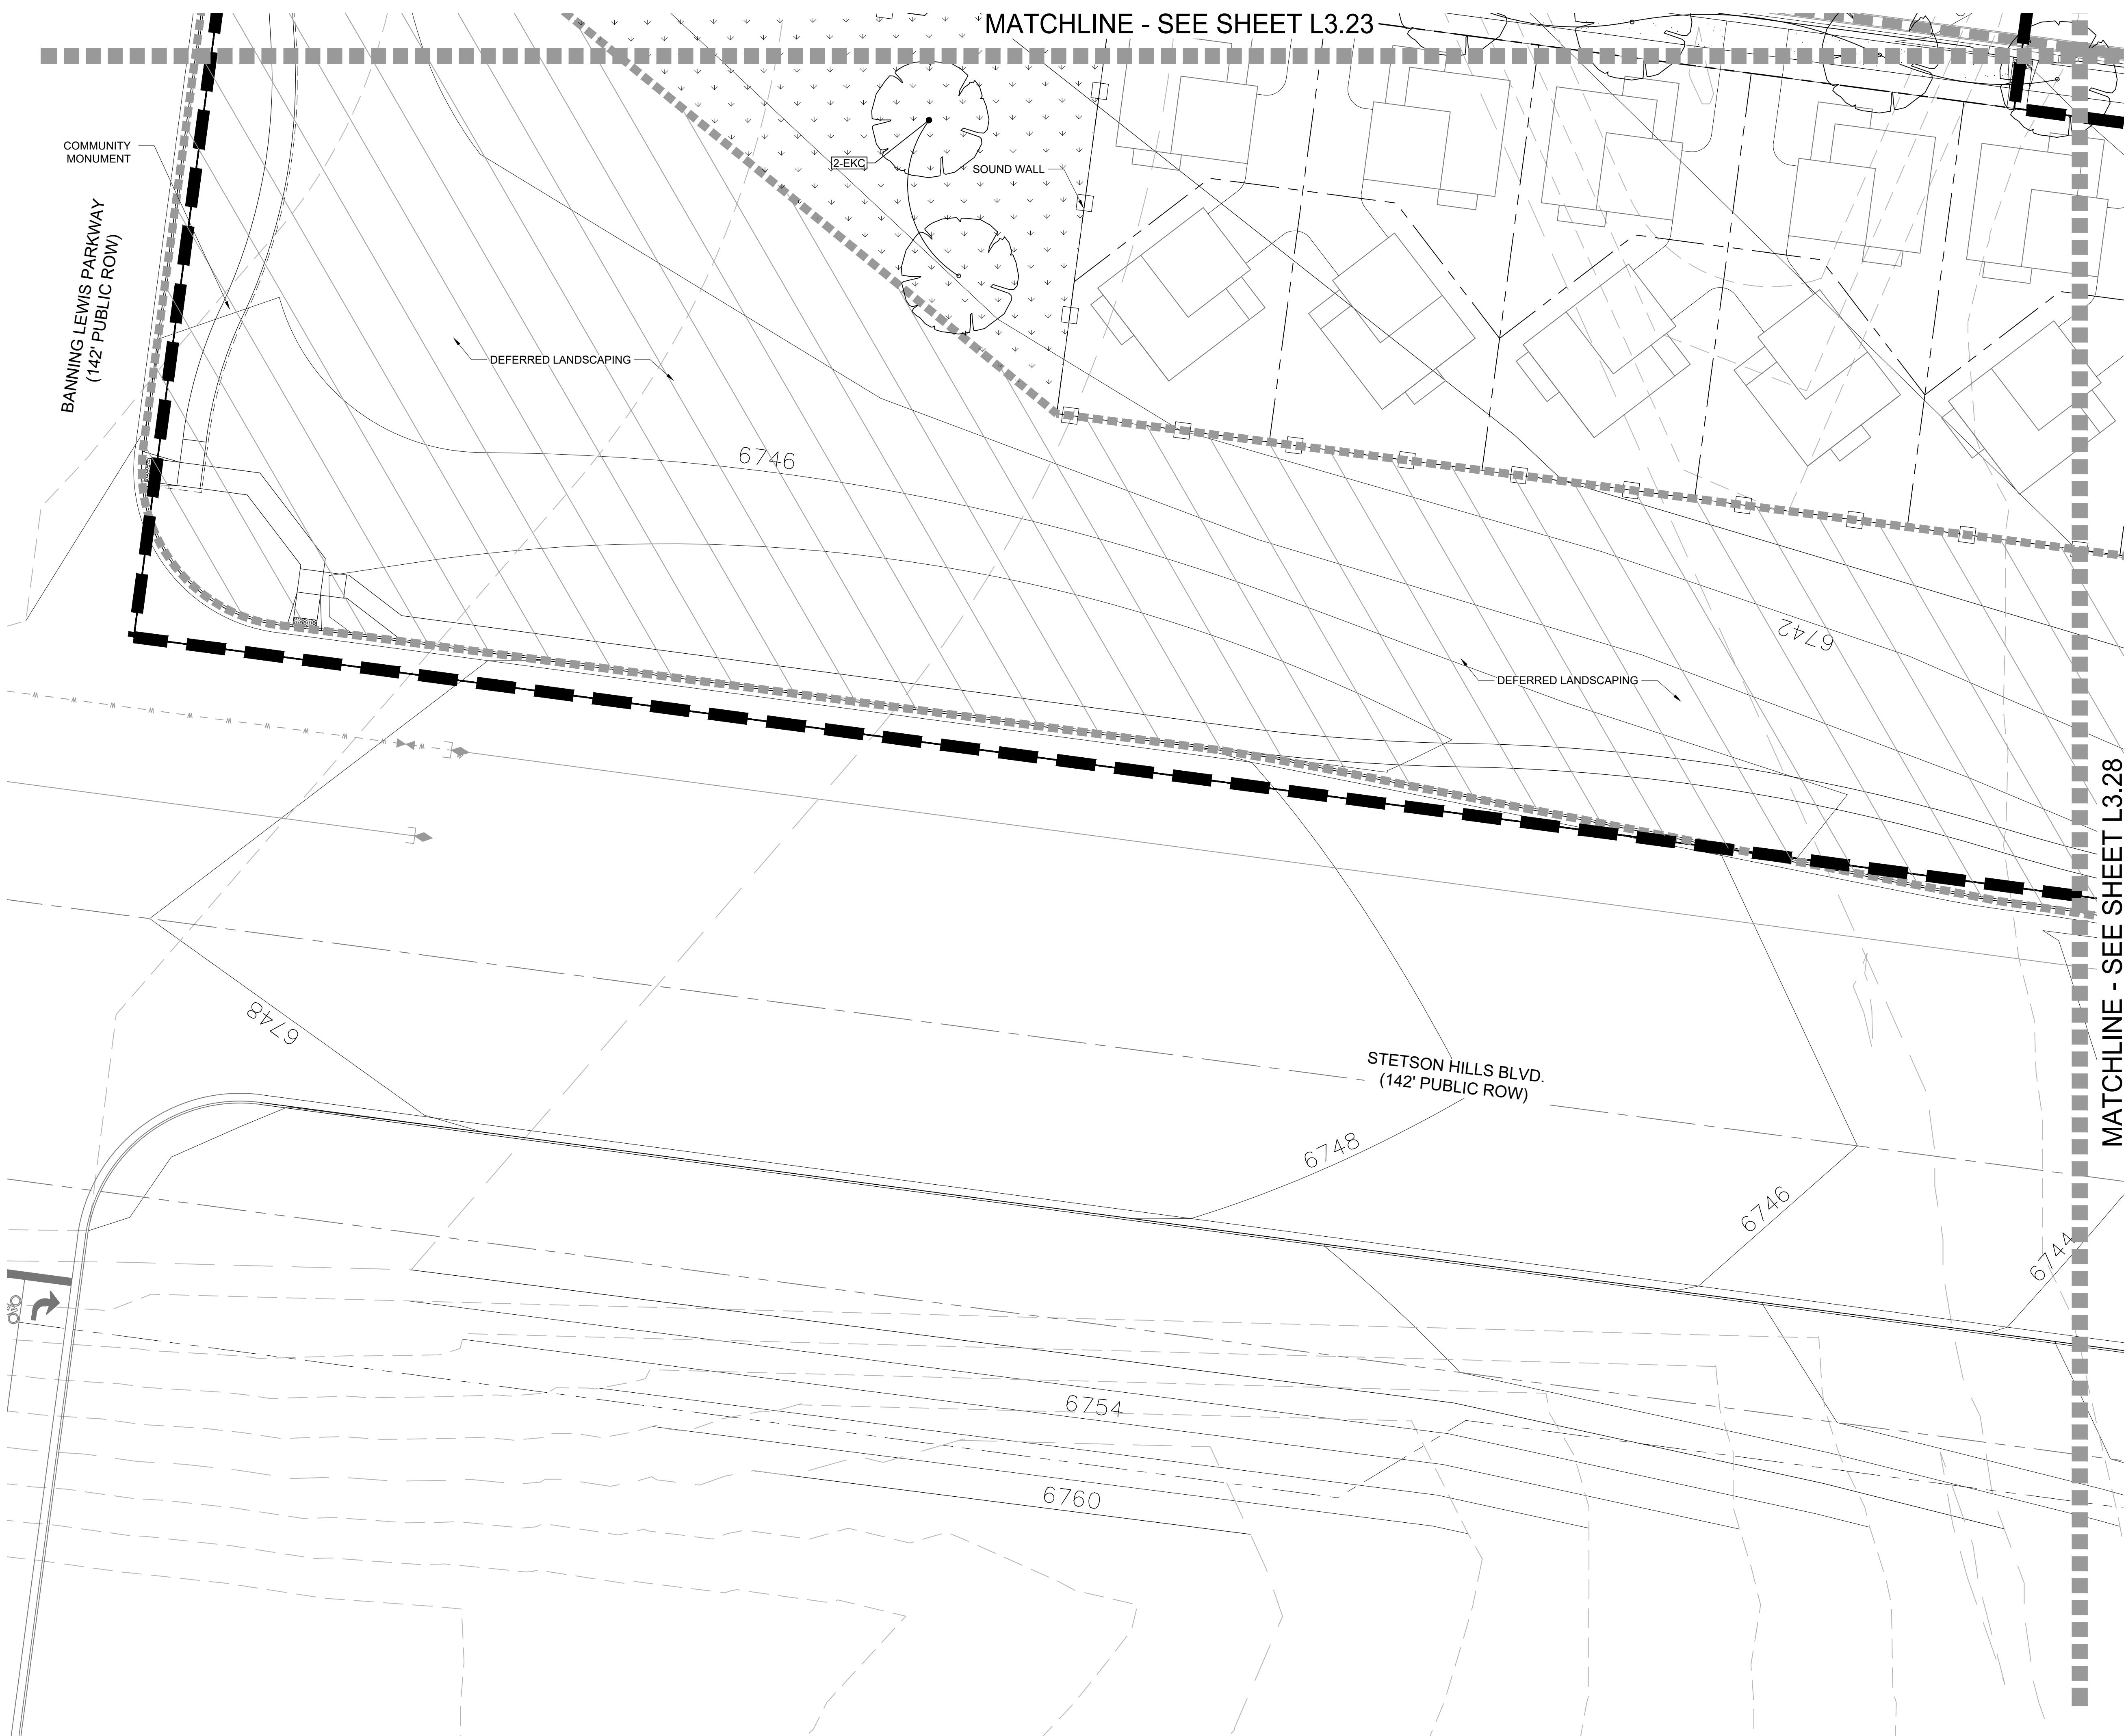 MATCHLINE - SEE SHEET L3.23
COMMUNITY
MONUMENT
2-EKC
SOUND WALL
BANNING LEWIS PARKWAY
(142' PUBLIC ROW)
DEFERRED LANDSCAPING
6746
6742
DEFERRED LANDSCAPING
W W W W W W W W W W W
MATCHLINE - SEE SHEET L3.28
6748
STETSON HILLS BLVD.
(142' PUBLIC ROW)
6748
6746
6744
6754
6760